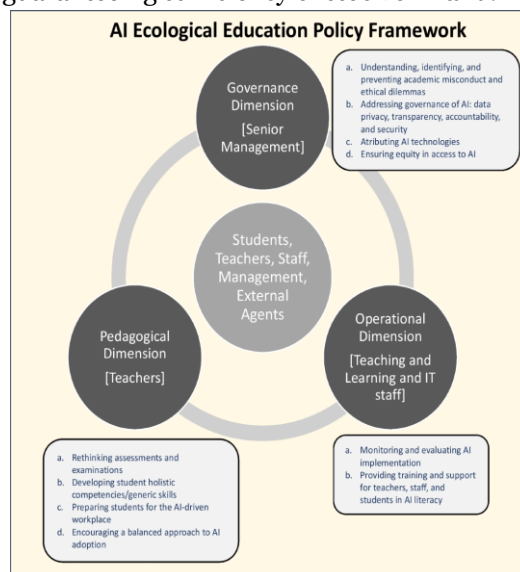 AI Ecological Education Policy Framework
Governance
Dimension
[Senior
Management]
a. Understanding, identifying, and
preventing academic misconduct and
ethical dilemmas
b. Addressing governance of AI: data
privacy, transparency, accountability,
and security
c. Atributing AI technologies
d. Ensuring equity in access to AI
Students,
Teachers, Staff,
Management,
External
Agents
Pedagogical
Dimension
[Teachers]
Operational
Dimension
[Teaching and
Learning and IT
staff]
a. Rethinking assessments and
examinations
b. Developing student holistic
competencies/generic skills
c. Preparing students for the AI-driven
workplace
d. Encouraging a balanced approach to AI
adoption
a. Monitoring and evaluating AI
implementation
b. Providing training and support
for teachers, staff, and
students in AI literacy